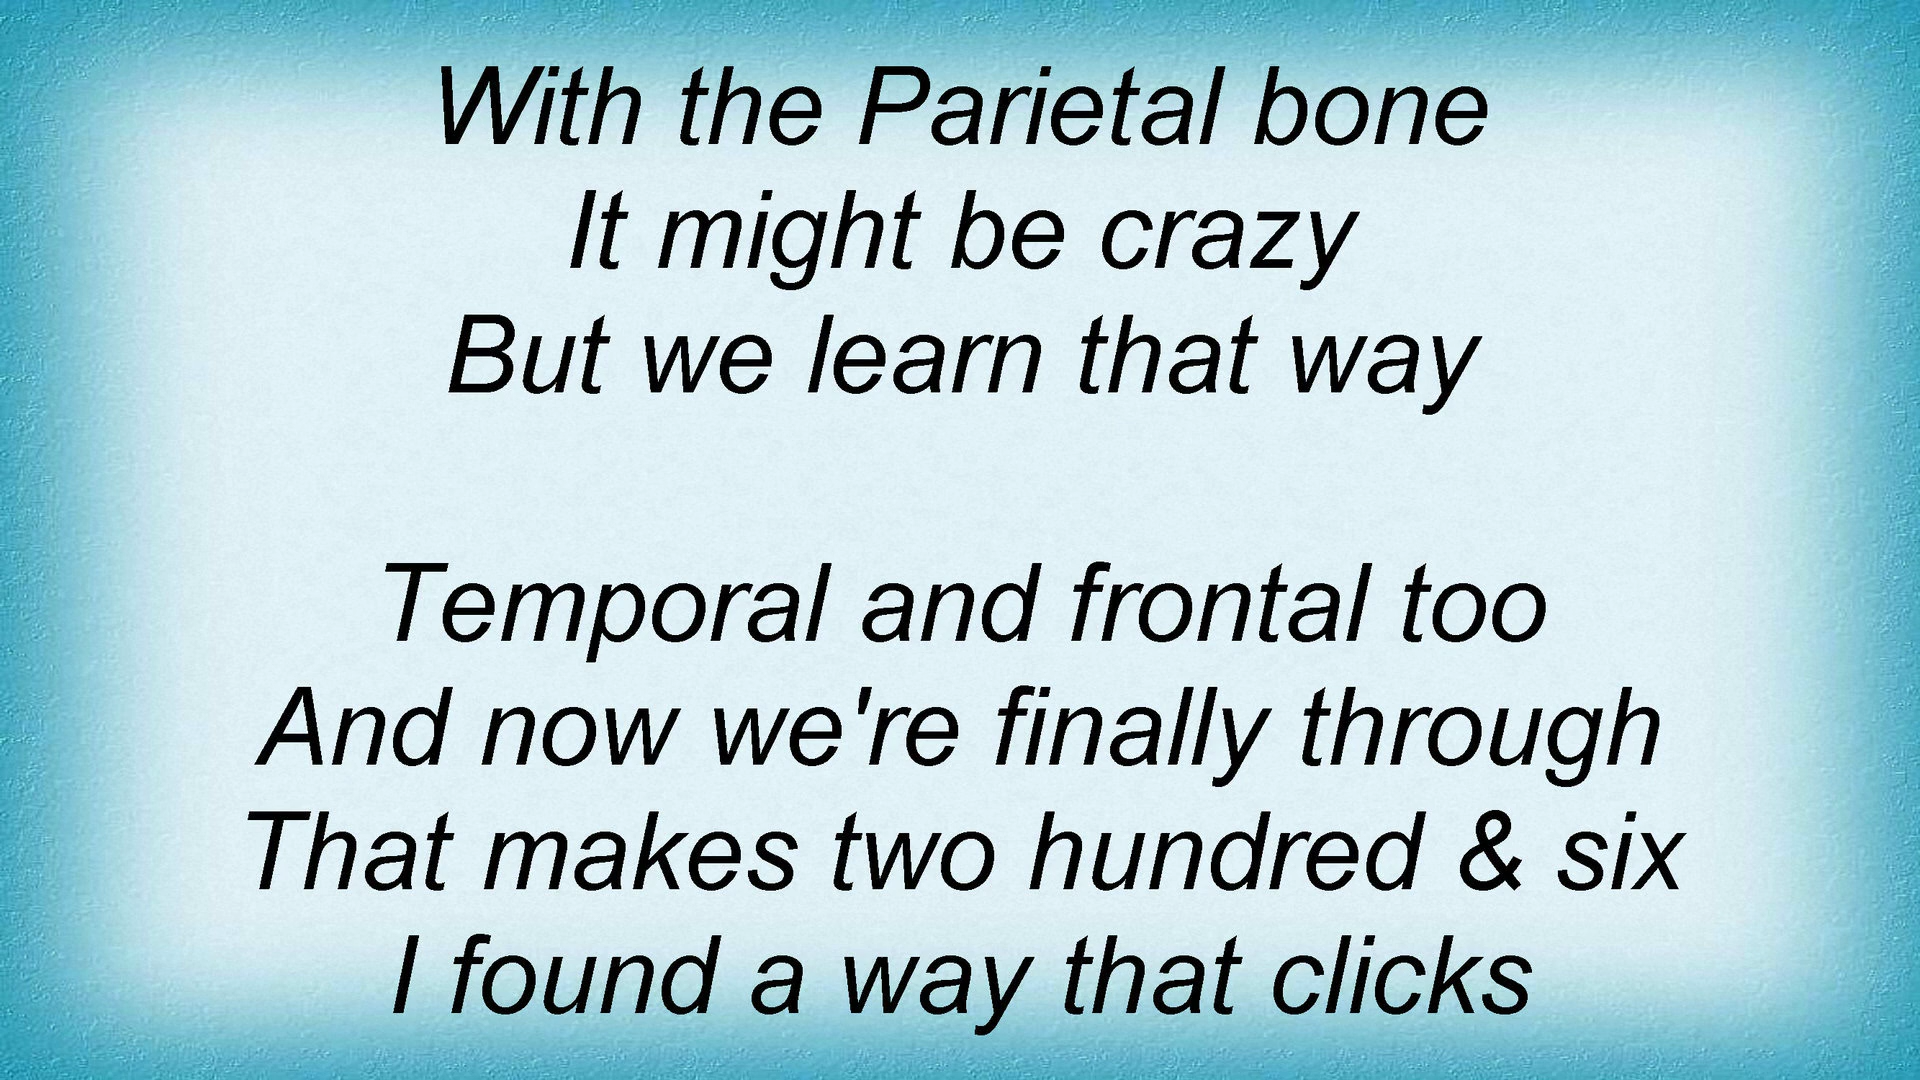 With the Parietal bone
It might be crazy
But we learn that way
Temporal and frontal too
And now we're finally through
That makes two hundred & six
I found a way that clicks